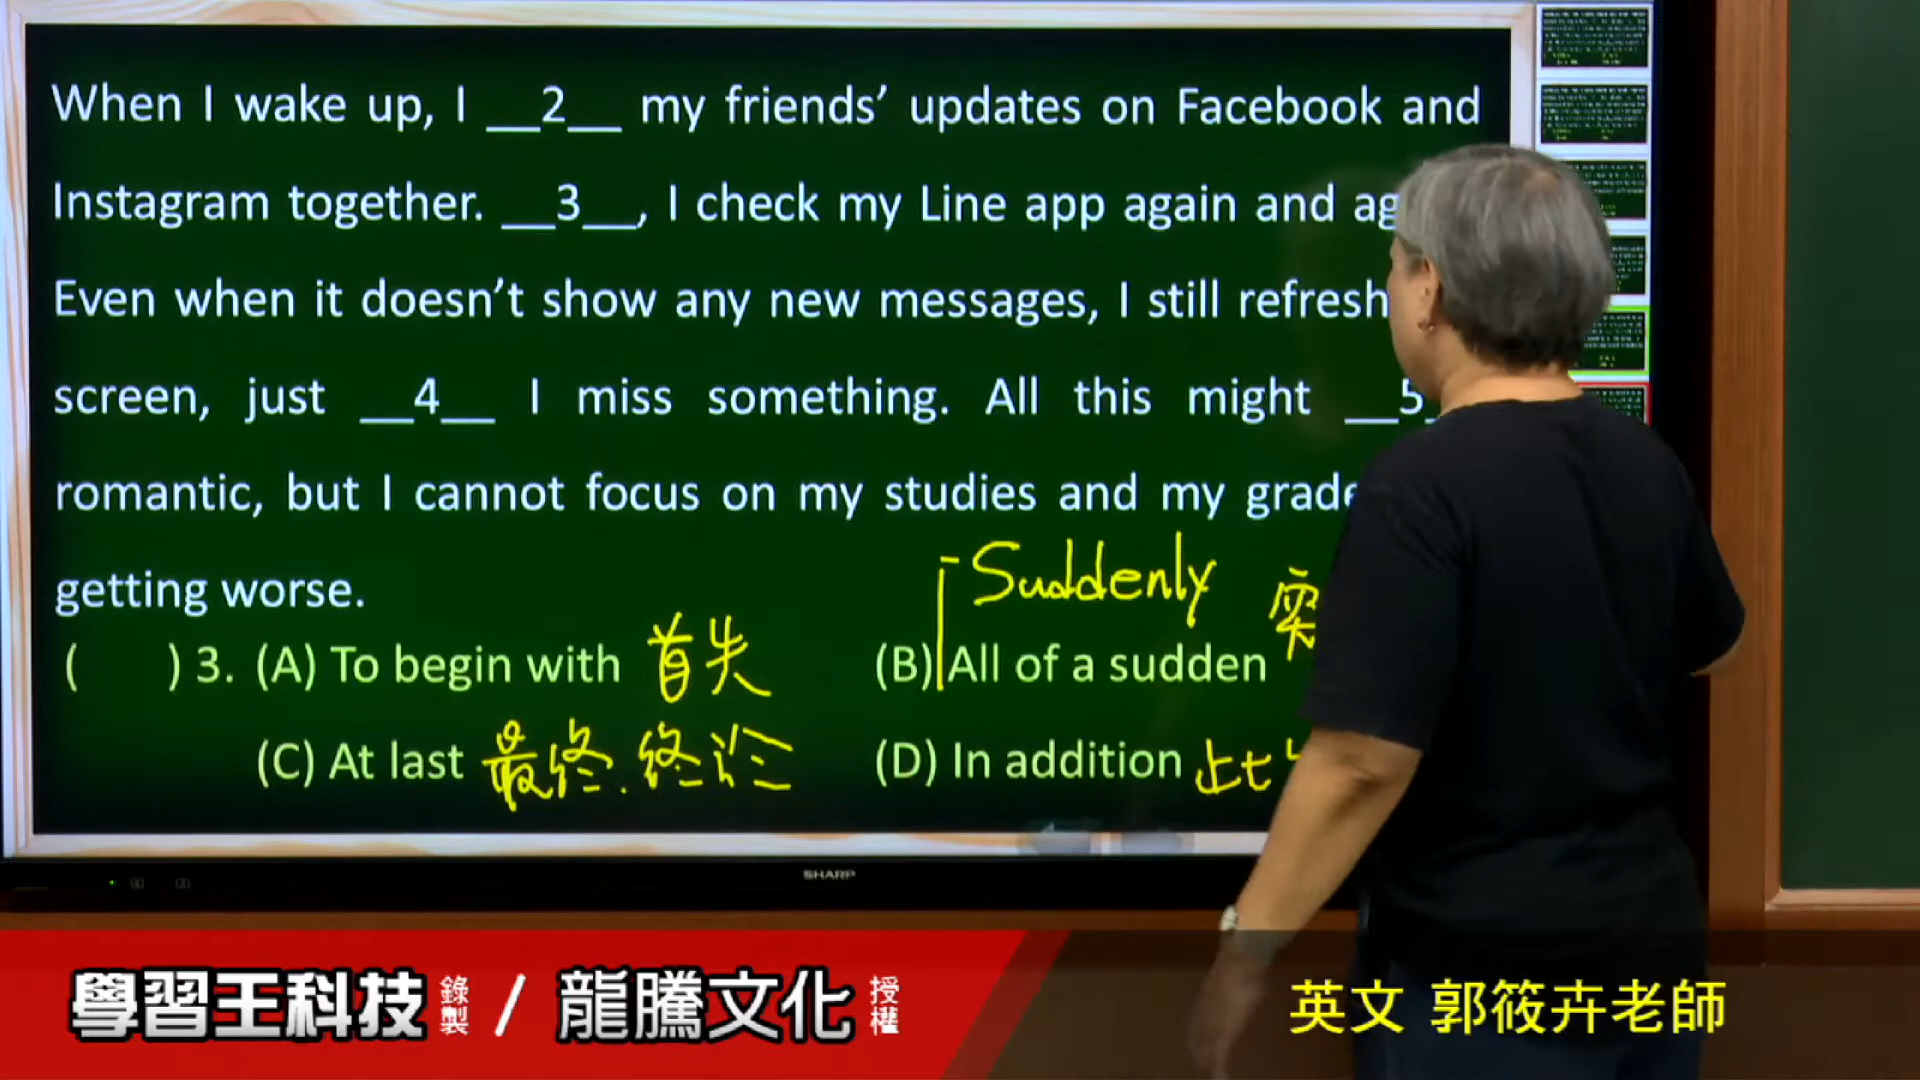 When I wake up, I __2__ my friends’ updates on Facebook and
Instagram together. __3__, I check my Line app again and
Even when it doesn’t show any new messages, I still refresh
screen, just __4__ I miss something. All this might __5
romantic, but I cannot focus on my studies and my
getting worse.
Suddenly 突
( ) 3. (A) To begin with 首先 (B) All of a sudden
(C) At last 最終.終於 (D) In addition 此
SHARP
學習王科技 錄製 / 龍騰文化 授權
英文 郭筱卉老師